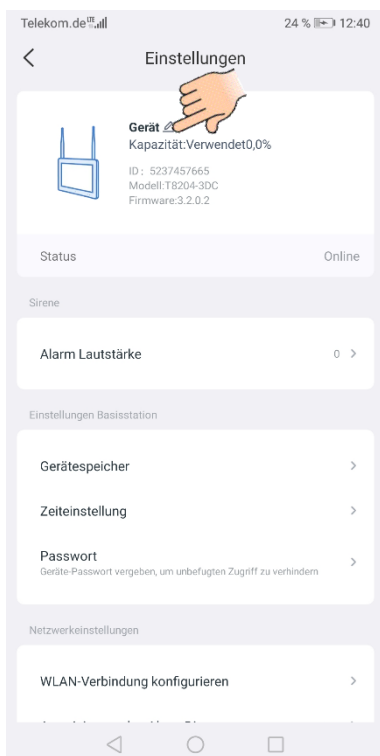 Telekom.de LTE 24 % 12:40
Einstellungen
Gerät
Kapazität:Verwendet0,0%
ID : 5237457665
Modell:T8204-3DC
Firmware:3.2.0.2
Status Online
Sirene
Alarm Lautstärke 0
Einstellungen Basisstation
Gerätespeicher
Zeiteinstellung
Passwort
Geräte-Passwort vergeben, um unbefugten Zugriff zu verhindern
Netzwerkeinstellungen
WLAN-Verbindung konfigurieren